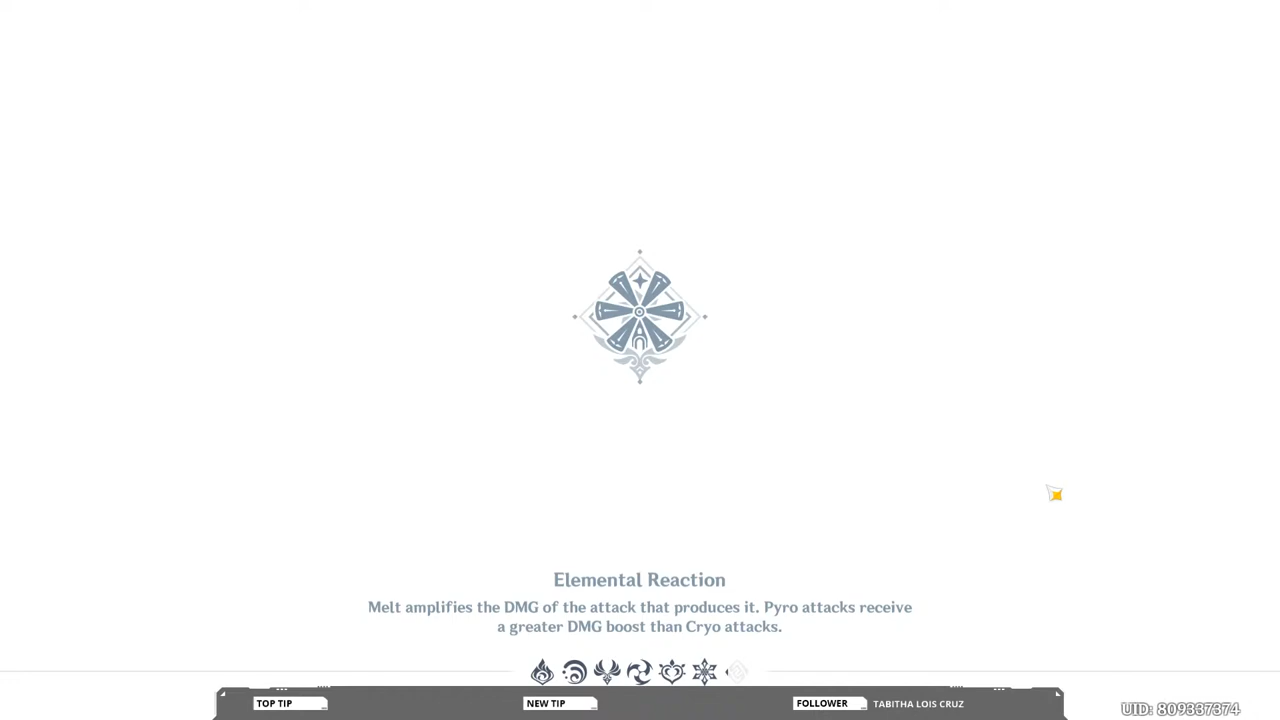 Elemental Reaction
Melt amplifies the DMG of the attack that produces it. Pyro attacks receive
a greater DMG boost than Cryo attacks.
TOP TIP
NEW TIP
FOLLOWER TABITHA LOIS CRUZ
UID: 809337374